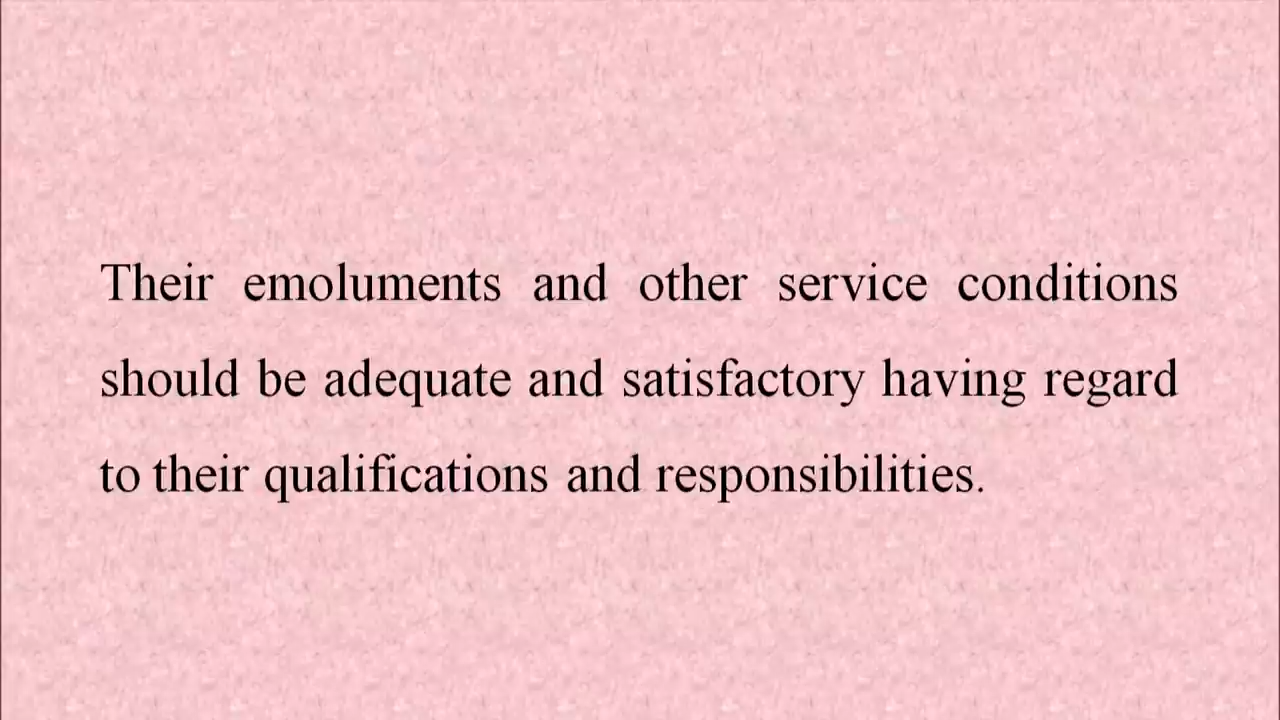 Their emoluments and other service conditions
should be adequate and satisfactory having regard
to their qualifications and responsibilities.